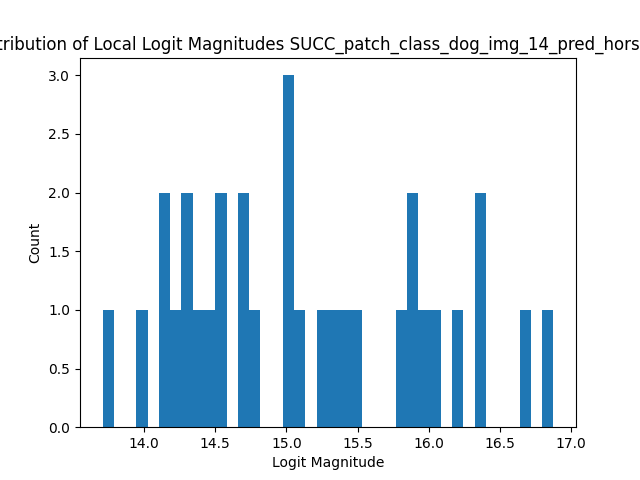 tribution of Local Logit Magnitudes SUCC_patch_class_dog_img_14_pred_hors
3.0
2.5
2.0
1.5
1.0
0.5
0.0
Count
14.0 14.5 15.0 15.5 16.0 16.5 17.0
Logit Magnitude